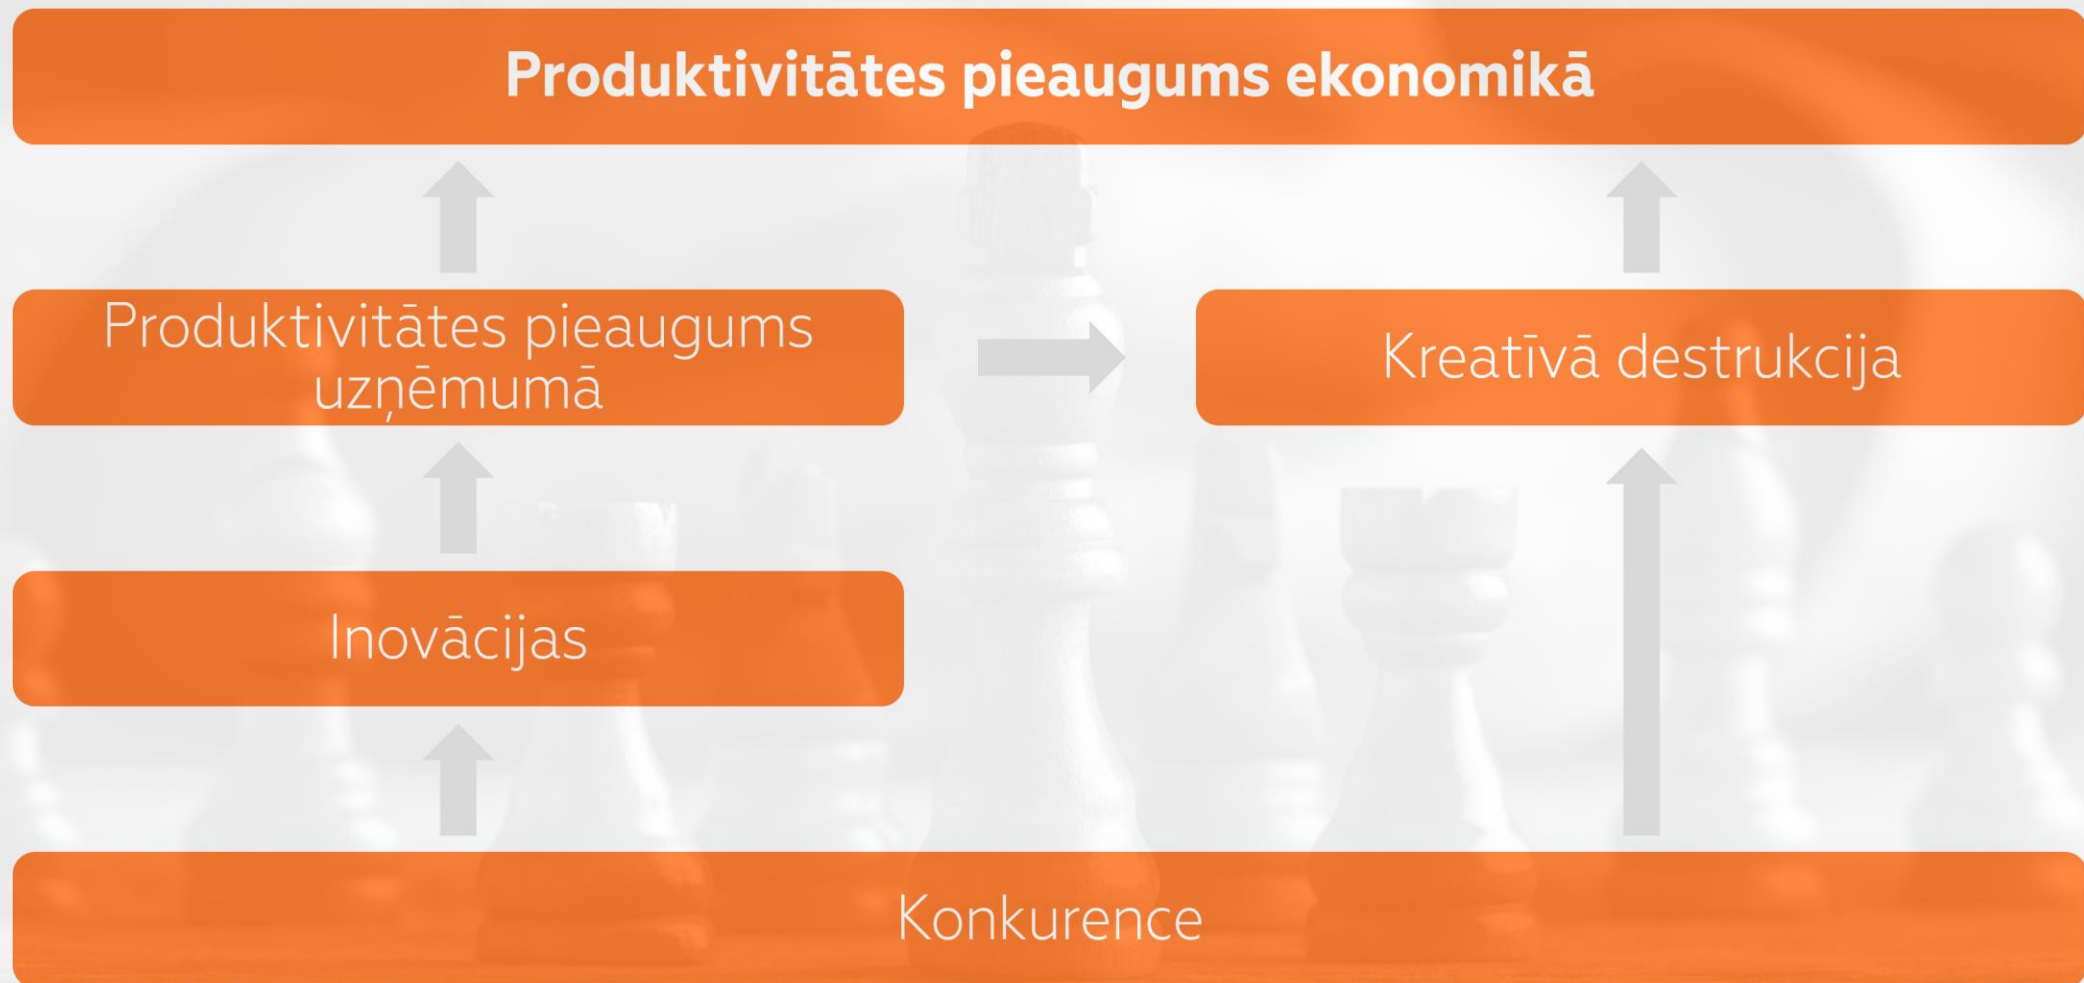 Produktivitātes pieaugums ekonomikā
Produktivitātes pieaugums
uzņēmumā
Kreatīvā destrukcija
Inovācijas
Konkurence